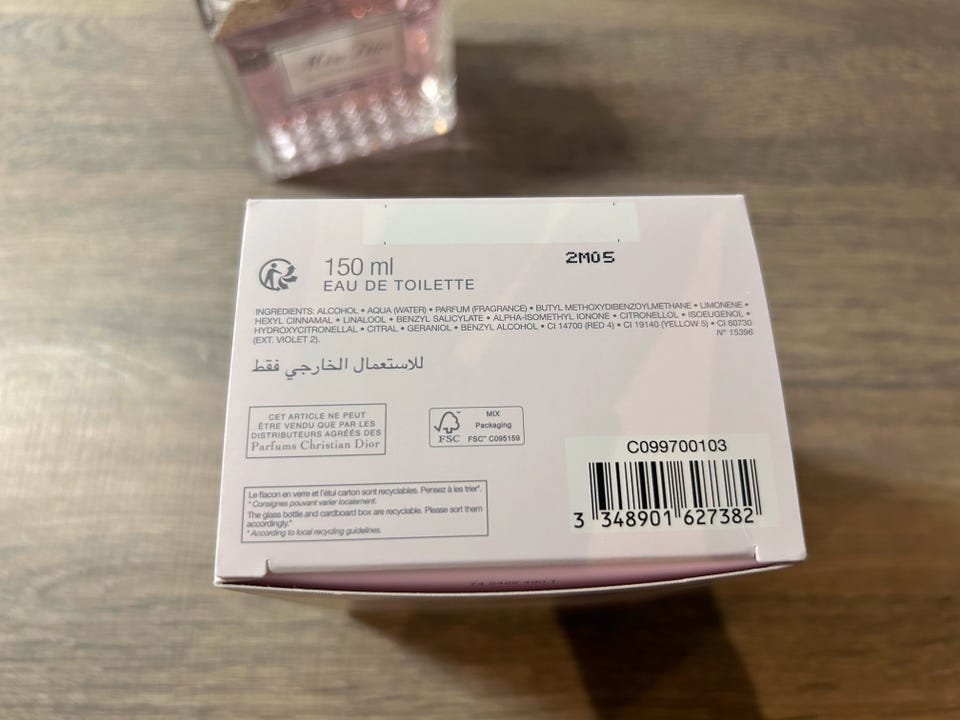 Miss Dior
2M05
150 ml
EAU DE TOILETTE
INGREDIENTS: ALCOHOL • AQUA (WATER) • PARFUM (FRAGRANCE) • BUTYL METHOXYDIBENZOYLMETHANE • LIMONENE •
HEXYL CINNAMAL • LINALOOL • BENZYL SALICYLATE • ALPHA-ISOMETHYL IONONE • CITRONELLOL • ISOEUGENOL •
HYDROXYCITRONELLAL • CITRAL • GERANIOL • BENZYL ALCOHOL • CI 14700 (RED 4) • CI 19140 (YELLOW 5) • CI 60730
(EXT. VIOLET 2).
N° 15396
للاستعمال الخارجي فقط
CET ARTICLE NE PEUT
ÊTRE VENDU QUE PAR LES
DISTRIBUTEURS AGRÉÉS DES
Parfums Christian Dior
FSC
MIX
Packaging
FSC® C095159
C099700103
3 348901 627382
Le flacon en verre et l'étui carton sont recyclables. Pensez à les trier*.
* Consignes pouvant varier localement.
The glass bottle and cardboard box are recyclable. Please sort them
accordingly.*
* According to local recycling guidelines.